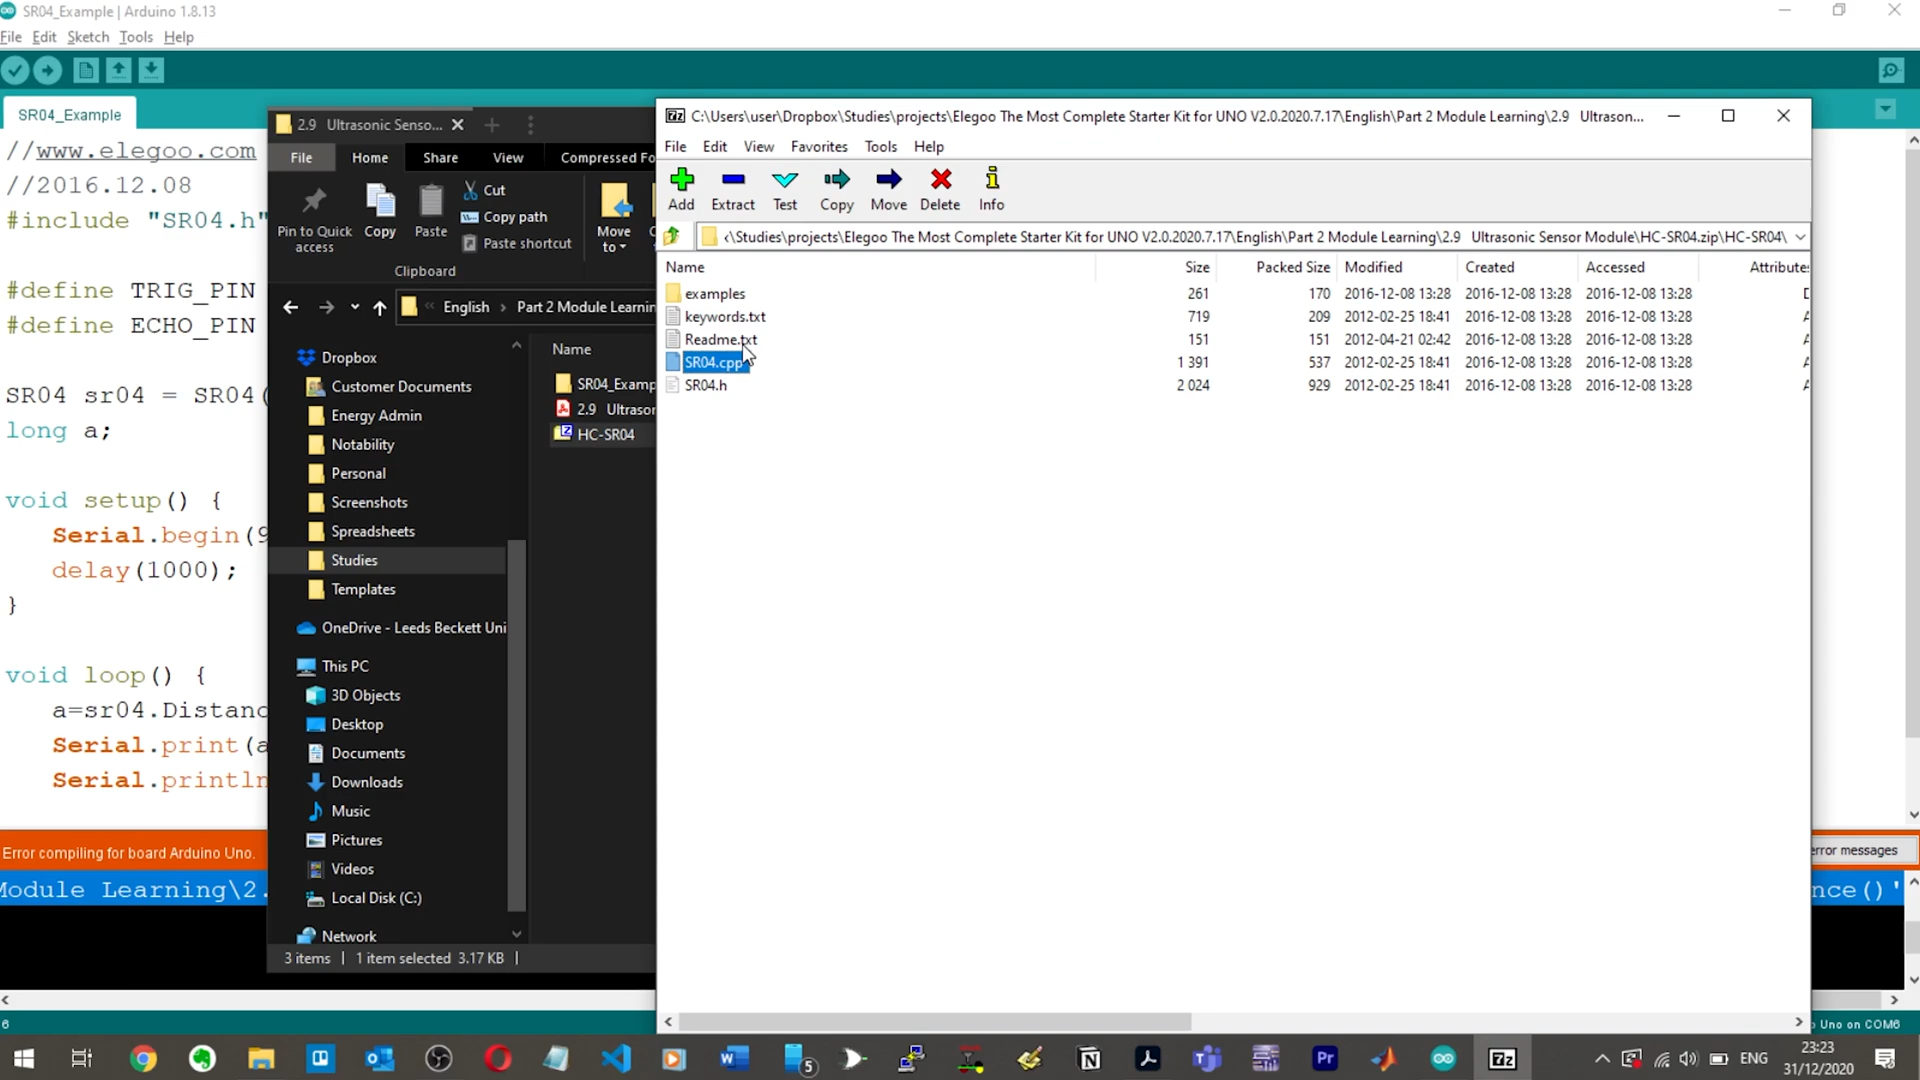 SR04_Example | Arduino 1.8.13
File Edit Sketch Tools Help
SR04_Example
//www.elegoo.com
//2016.12.08
#include "SR04.h"
#define TRIG_PIN
#define ECHO_PIN
SR04 sr04 = SR04(
long a;
void setup() {
Serial.begin(9
delay(1000);
}
void loop() {
a=sr04.Distanc
Serial.print(a
Serial.println
Error compiling for board Arduino Uno.
error messages
Module Learning\2.
nce()'
6
Uno on COM6
2.9 Ultrasonic Senso...
File Home Share View Compressed Fo
Pin to Quick access
Copy
Paste
Cut
Copy path
Paste shortcut
Move to
Clipboard
English > Part 2 Module Learnin
Dropbox
Customer Documents
Energy Admin
Notability
Personal
Screenshots
Spreadsheets
Studies
Templates
OneDrive - Leeds Beckett Uni
This PC
3D Objects
Desktop
Documents
Downloads
Music
Pictures
Videos
Local Disk (C:)
Network
Name
SR04_Examp
2.9 Ultrasor
HC-SR04
3 items | 1 item selected 3.17 KB |
7z C:\Users\user\Dropbox\Studies\projects\Elegoo The Most Complete Starter Kit for UNO V2.0.2020.7.17\English\Part 2 Module Learning\2.9 Ultrason...
File Edit View Favorites Tools Help
Add Extract Test Copy Move Delete Info
\Studies\projects\Elegoo The Most Complete Starter Kit for UNO V2.0.2020.7.17\English\Part 2 Module Learning\2.9 Ultrasonic Sensor Module\HC-SR04.zip\HC-SR04\
Name Size Packed Size Modified Created Accessed Attributes
examples 261 170 2016-12-08 13:28 2016-12-08 13:28 2016-12-08 13:28 D
keywords.txt 719 209 2012-02-25 18:41 2016-12-08 13:28 2016-12-08 13:28 A
Readme.txt 151 151 2012-04-21 02:42 2016-12-08 13:28 2016-12-08 13:28 A
SR04.cpp 1 391 537 2012-02-25 18:41 2016-12-08 13:28 2016-12-08 13:28 A
SR04.h 2 024 929 2012-02-25 18:41 2016-12-08 13:28 2016-12-08 13:28 A
5
W
N
Pr
7z
ENG
23:23
31/12/2020